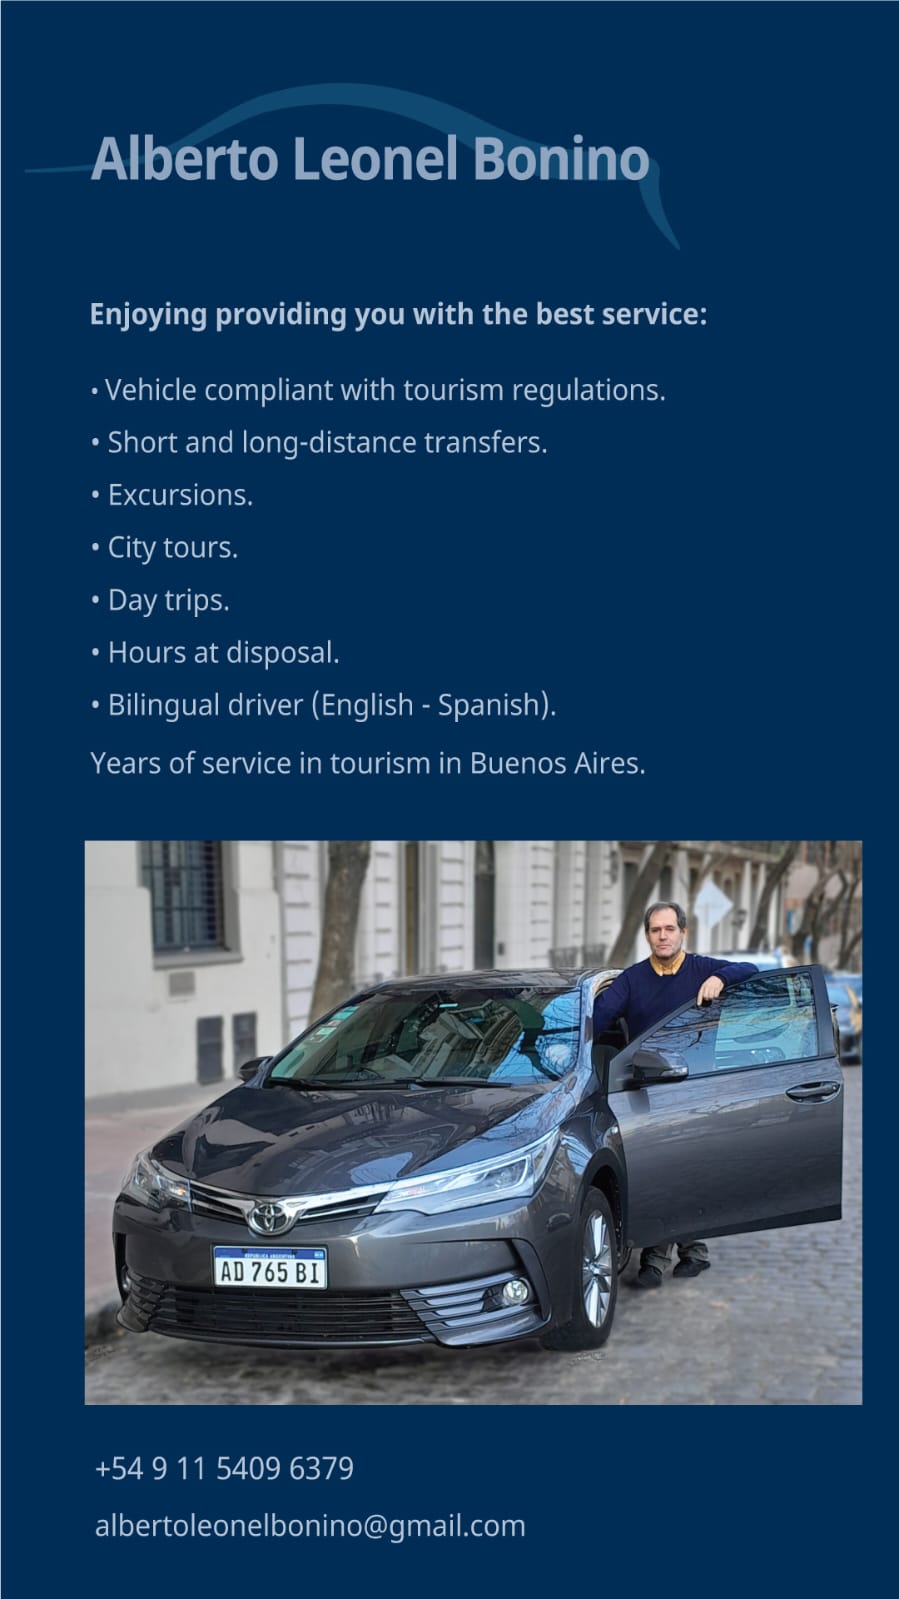 Alberto Leonel Bonino
Enjoying providing you with the best service:
• Vehicle compliant with tourism regulations.
• Short and long-distance transfers.
• Excursions.
• City tours.
• Day trips.
• Hours at disposal.
• Bilingual driver (English - Spanish).
Years of service in tourism in Buenos Aires.
REPUBLICA ARGENTINA
AD 765 BI
+54 9 11 5409 6379
albertoleonelbonino@gmail.com